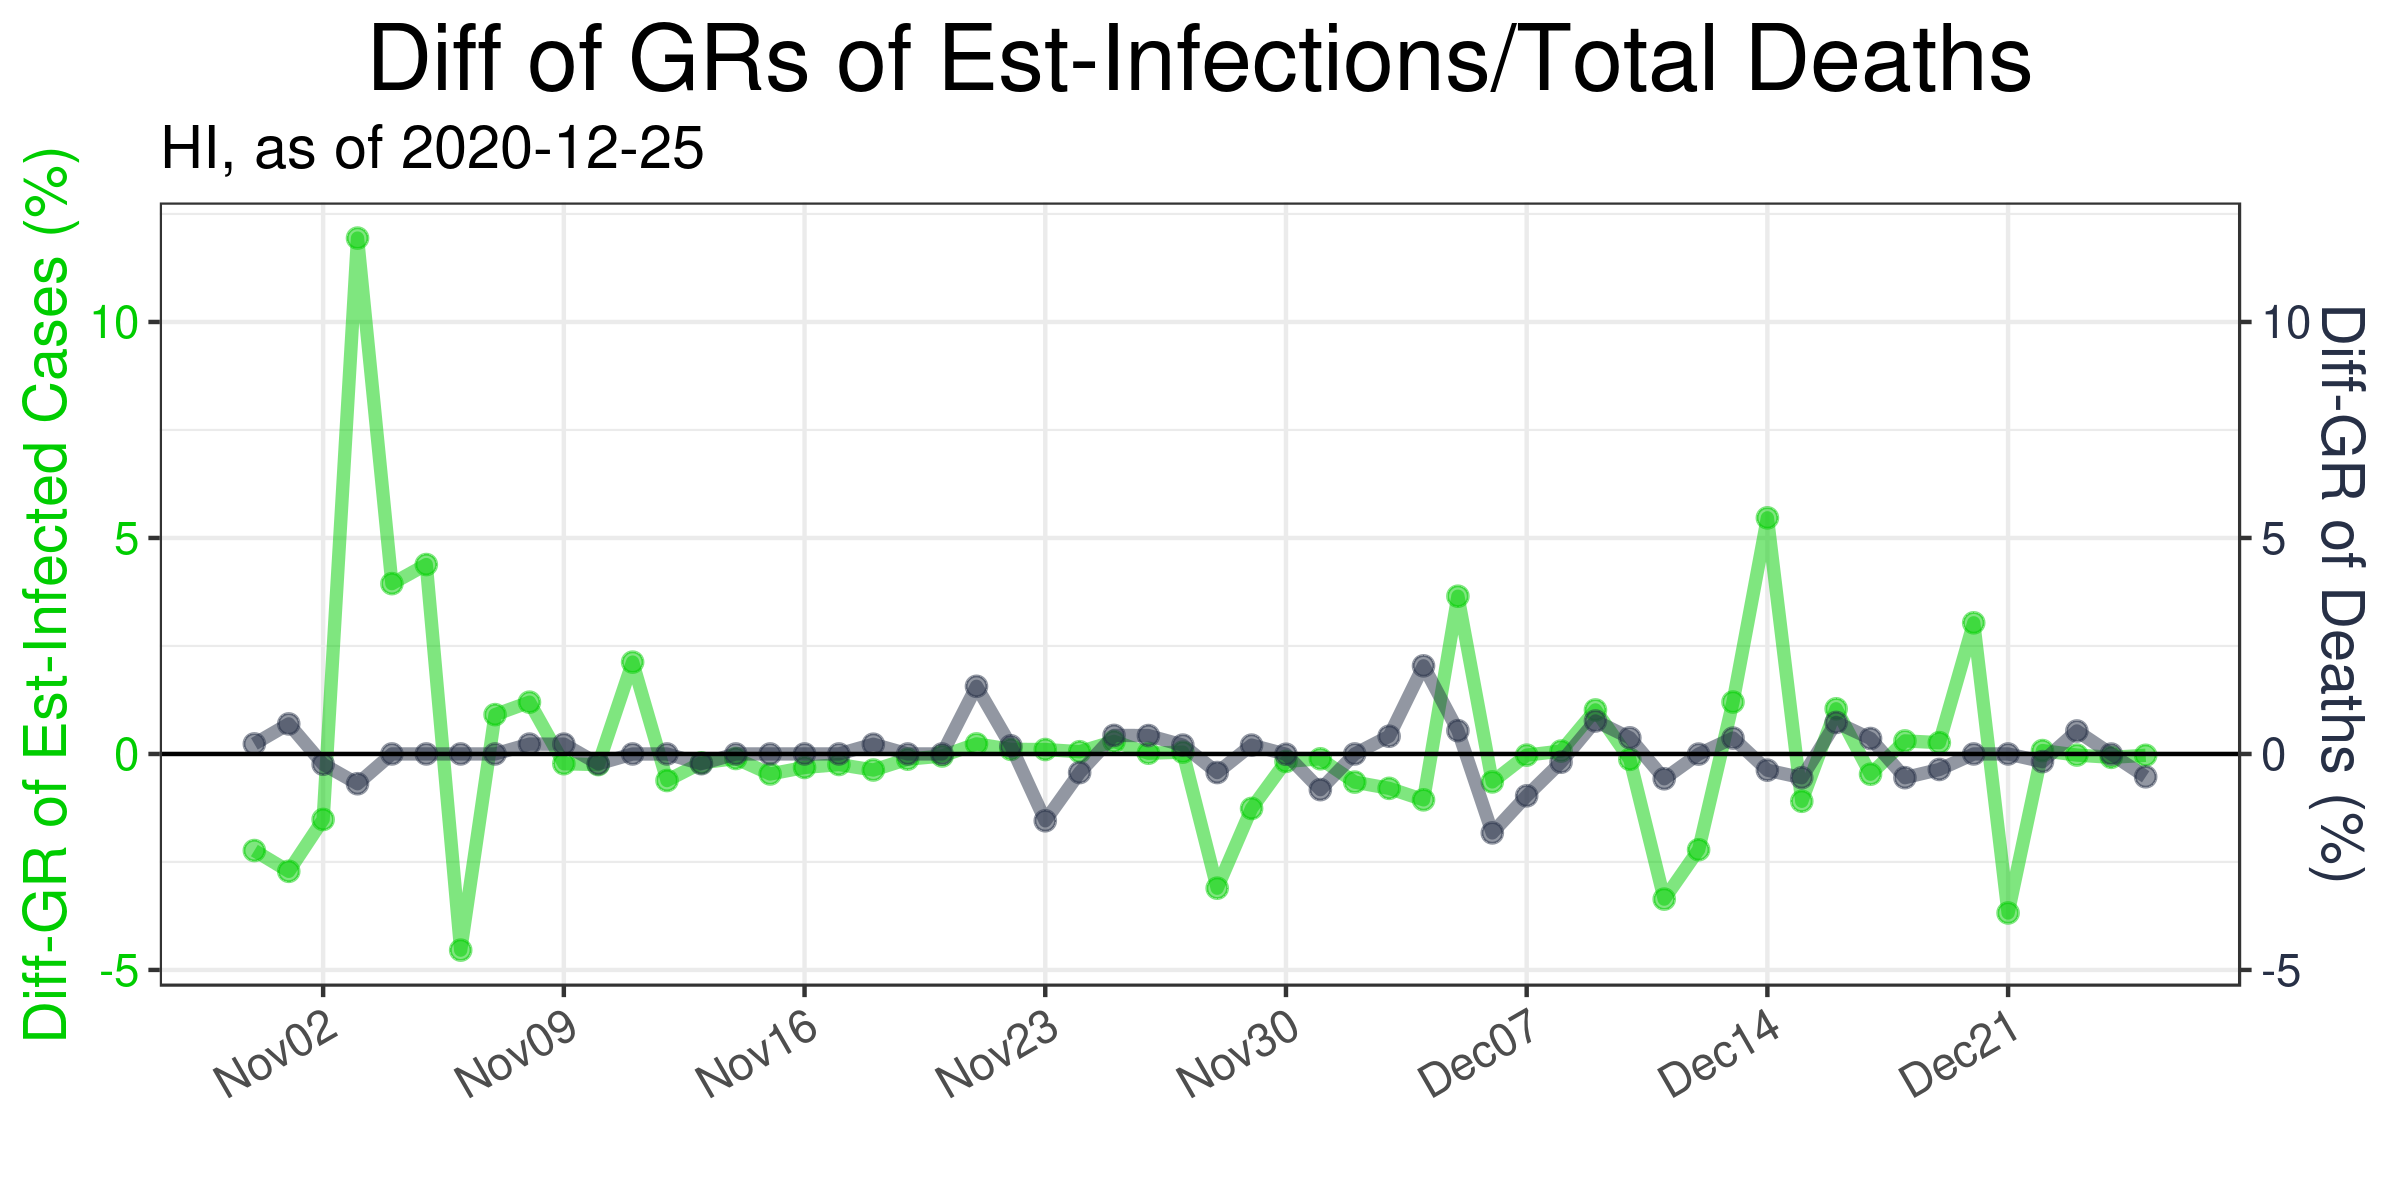 Diff of GRs of Est-Infections/Total Deaths
HI, as of 2020-12-25
Diff-GR of Est-Infected Cases (%)
10
5
0
-5
10
5
0
-5
Diff-GR of Deaths (%)
Nov02
Nov09
Nov16
Nov23
Nov30
Dec07
Dec14
Dec21